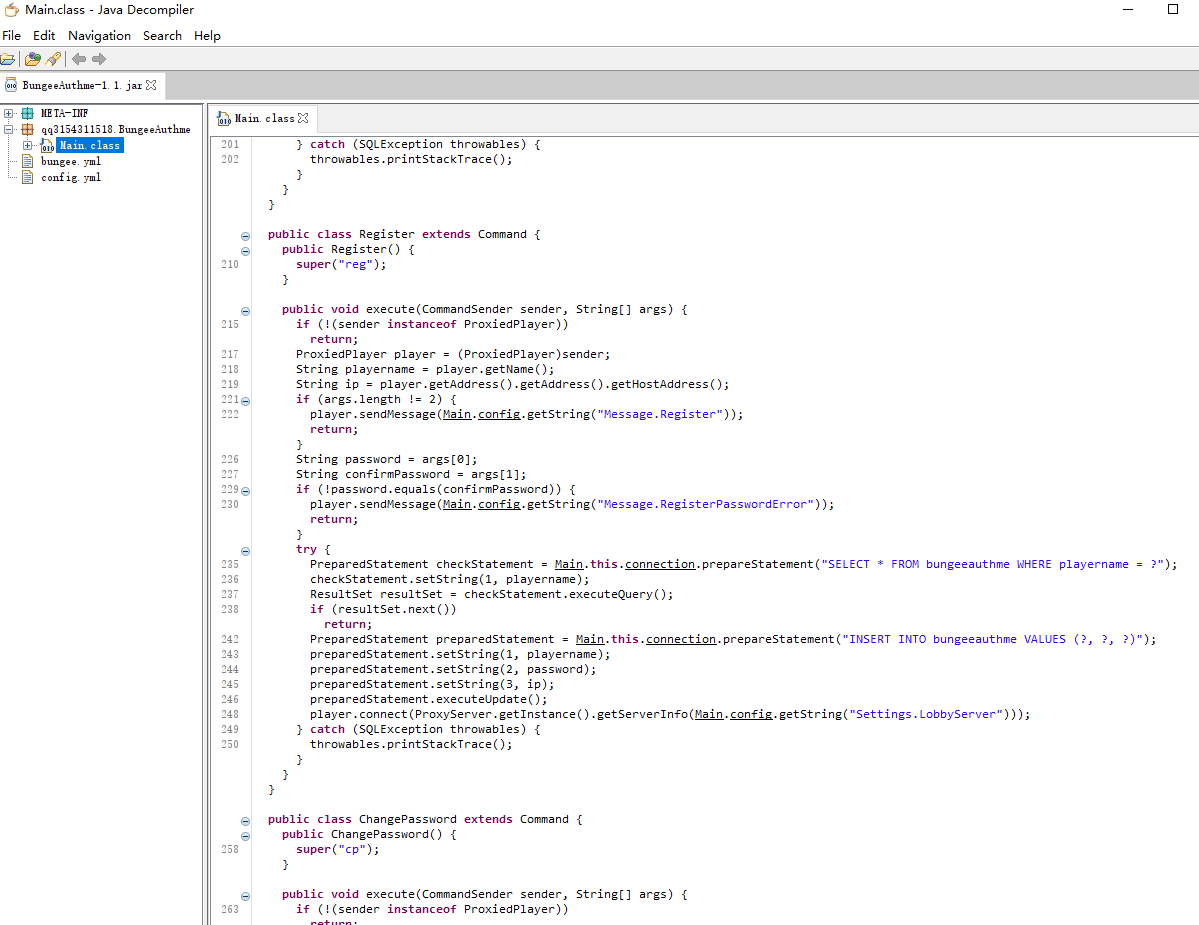 Main.class - Java Decompiler
File Edit Navigation Search Help
BungeeAuthme-1.1.jar
META-INF
qq3154311518.BungeeAuthme
Main.class
bungee.yml
config.yml
Main.class
201 } catch (SQLException throwables) {
202 throwables.printStackTrace();
}
}
}
public class Register extends Command {
public Register() {
210 super("reg");
}
public void execute(CommandSender sender, String[] args) {
215 if (!(sender instanceof ProxiedPlayer))
return;
217 ProxiedPlayer player = (ProxiedPlayer)sender;
218 String playername = player.getName();
219 String ip = player.getAddress().getAddress().getHostAddress();
221 if (args.length != 2) {
222 player.sendMessage(Main.config.getString("Message.Register"));
return;
}
226 String password = args[0];
227 String confirmPassword = args[1];
229 if (!password.equals(confirmPassword)) {
230 player.sendMessage(Main.config.getString("Message.RegisterPasswordError"));
return;
}
try {
235 PreparedStatement checkStatement = Main.this.connection.prepareStatement("SELECT * FROM bungeeauthme WHERE playername = ?");
236 checkStatement.setString(1, playername);
237 ResultSet resultSet = checkStatement.executeQuery();
238 if (resultSet.next())
return;
242 PreparedStatement preparedStatement = Main.this.connection.prepareStatement("INSERT INTO bungeeauthme VALUES (?, ?, ?)");
243 preparedStatement.setString(1, playername);
244 preparedStatement.setString(2, password);
245 preparedStatement.setString(3, ip);
246 preparedStatement.executeUpdate();
248 player.connect(ProxyServer.getInstance().getServerInfo(Main.config.getString("Settings.LobbyServer")));
249 } catch (SQLException throwables) {
250 throwables.printStackTrace();
}
}
}
public class ChangePassword extends Command {
public ChangePassword() {
258 super("cp");
}
public void execute(CommandSender sender, String[] args) {
263 if (!(sender instanceof ProxiedPlayer))
return;